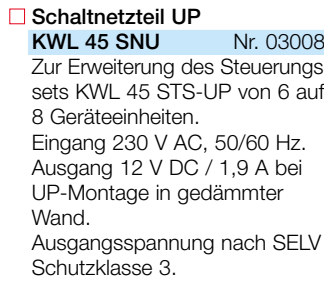 Schaltnetzteil UP
KWL 45 SNU Nr. 03008
Zur Erweiterung des Steuerungs
sets KWL 45 STS-UP von 6 auf
8 Geräteeinheiten.
Eingang 230 V AC, 50/60 Hz.
Ausgang 12 V DC / 1,9 A bei
UP-Montage in gedämmter
Wand.
Ausgangsspannung nach SELV
Schutzklasse 3.